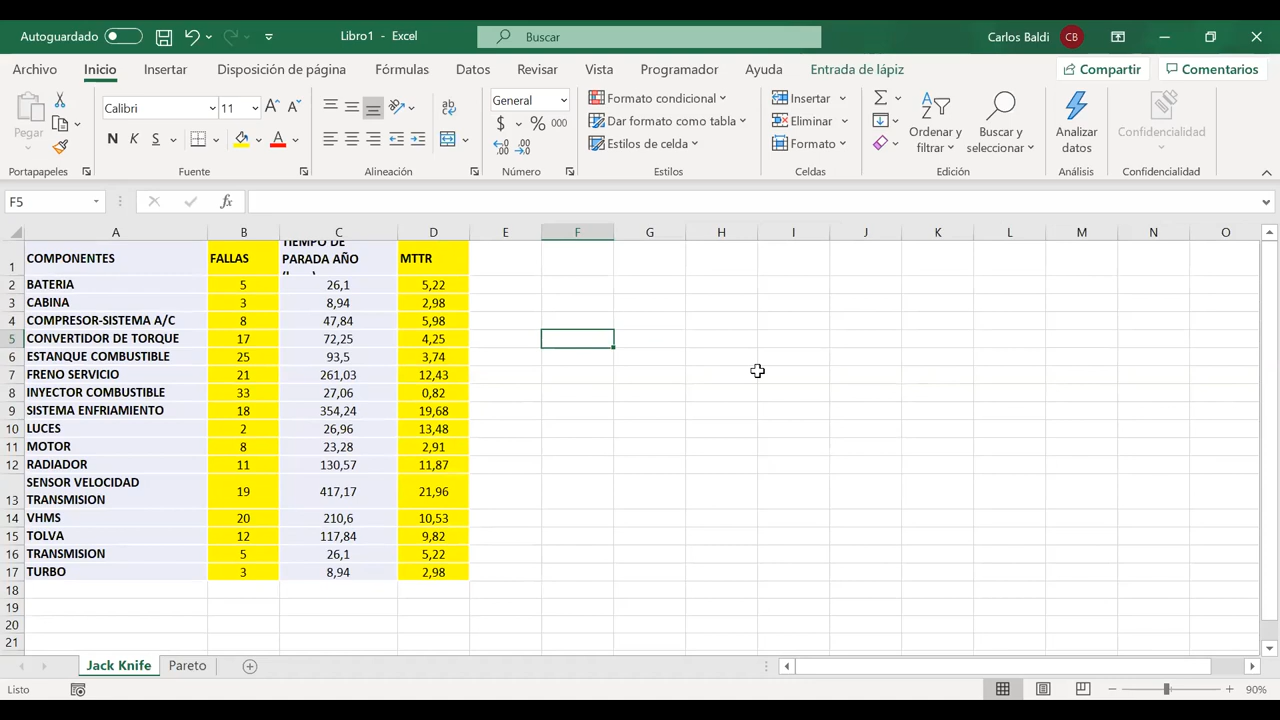 Autoguardado
Libro1 - Excel
Buscar
Carlos Baldi
CB
Archivo Inicio Insertar Disposición de página Fórmulas Datos Revisar Vista Programador Ayuda Entrada de lápiz Compartir Comentarios
Pegar
Calibri 11
N K S
General
$ % 000
Formato condicional
Dar formato como tabla
Estilos de celda
Insertar
Eliminar
Formato
Ordenar y filtrar
Buscar y seleccionar
Analizar datos
Confidencialidad
Portapapeles Fuente Alineación Número Estilos Celdas Edición Análisis Confidencialidad
F5 fx
A B C D E F G H I J K L M N O
1 COMPONENTES FALLAS TIEMPO DE PARADA AÑO MTTR
2 BATERIA 5 26,1 5,22
3 CABINA 3 8,94 2,98
4 COMPRESOR-SISTEMA A/C 8 47,84 5,98
5 CONVERTIDOR DE TORQUE 17 72,25 4,25
6 ESTANQUE COMBUSTIBLE 25 93,5 3,74
7 FRENO SERVICIO 21 261,03 12,43
8 INYECTOR COMBUSTIBLE 33 27,06 0,82
9 SISTEMA ENFRIAMIENTO 18 354,24 19,68
10 LUCES 2 26,96 13,48
11 MOTOR 8 23,28 2,91
12 RADIADOR 11 130,57 11,87
13 SENSOR VELOCIDAD TRANSMISION 19 417,17 21,96
14 VHMS 20 210,6 10,53
15 TOLVA 12 117,84 9,82
16 TRANSMISION 5 26,1 5,22
17 TURBO 3 8,94 2,98
18
19
20
21
Jack Knife Pareto
Listo
90%